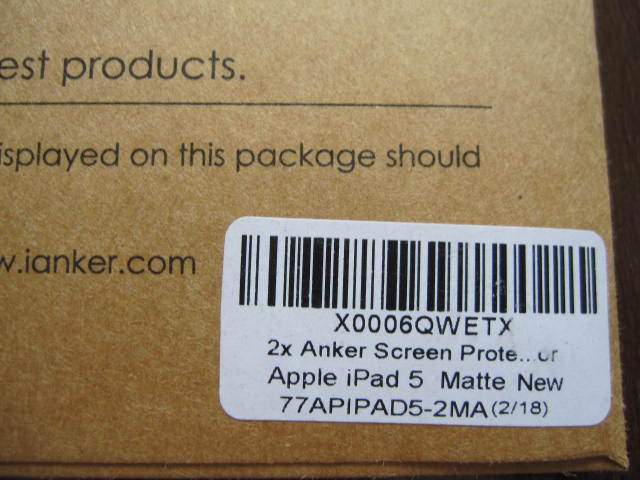 est products.
isplayed on this package should
w.ianker.com
X0006QWETX
2x Anker Screen Prote...or
Apple iPad 5 Matte New
77APIPAD5-2MA(2/18)